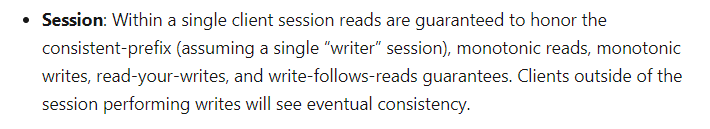 • Session: Within a single client session reads are guaranteed to honor the
consistent-prefix (assuming a single “writer” session), monotonic reads, monotonic
writes, read-your-writes, and write-follows-reads guarantees. Clients outside of the
session performing writes will see eventual consistency.